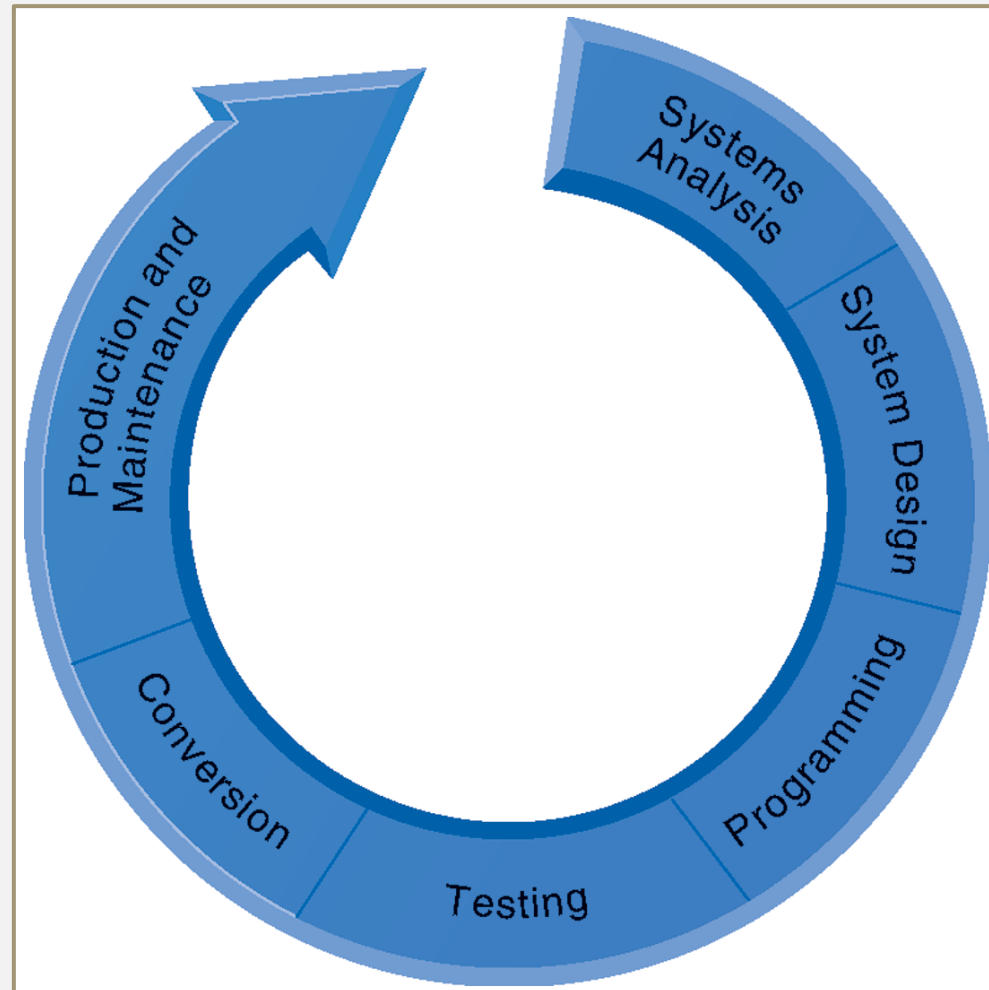 Systems
Analysis
System Design
Programming
Testing
Conversion
Production and
Maintenance